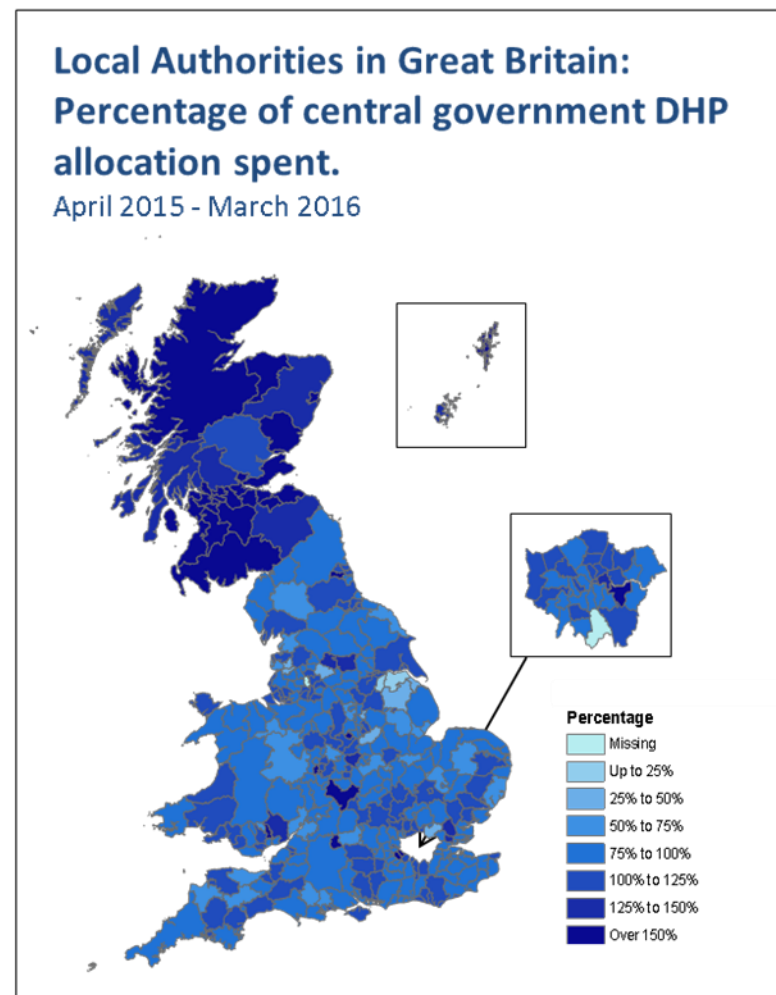 Local Authorities in Great Britain:
Percentage of central government DHP
allocation spent.
April 2015 - March 2016
Percentage
Missing
Up to 25%
25% to 50%
50% to 75%
75% to 100%
100% to 125%
125% to 150%
Over 150%